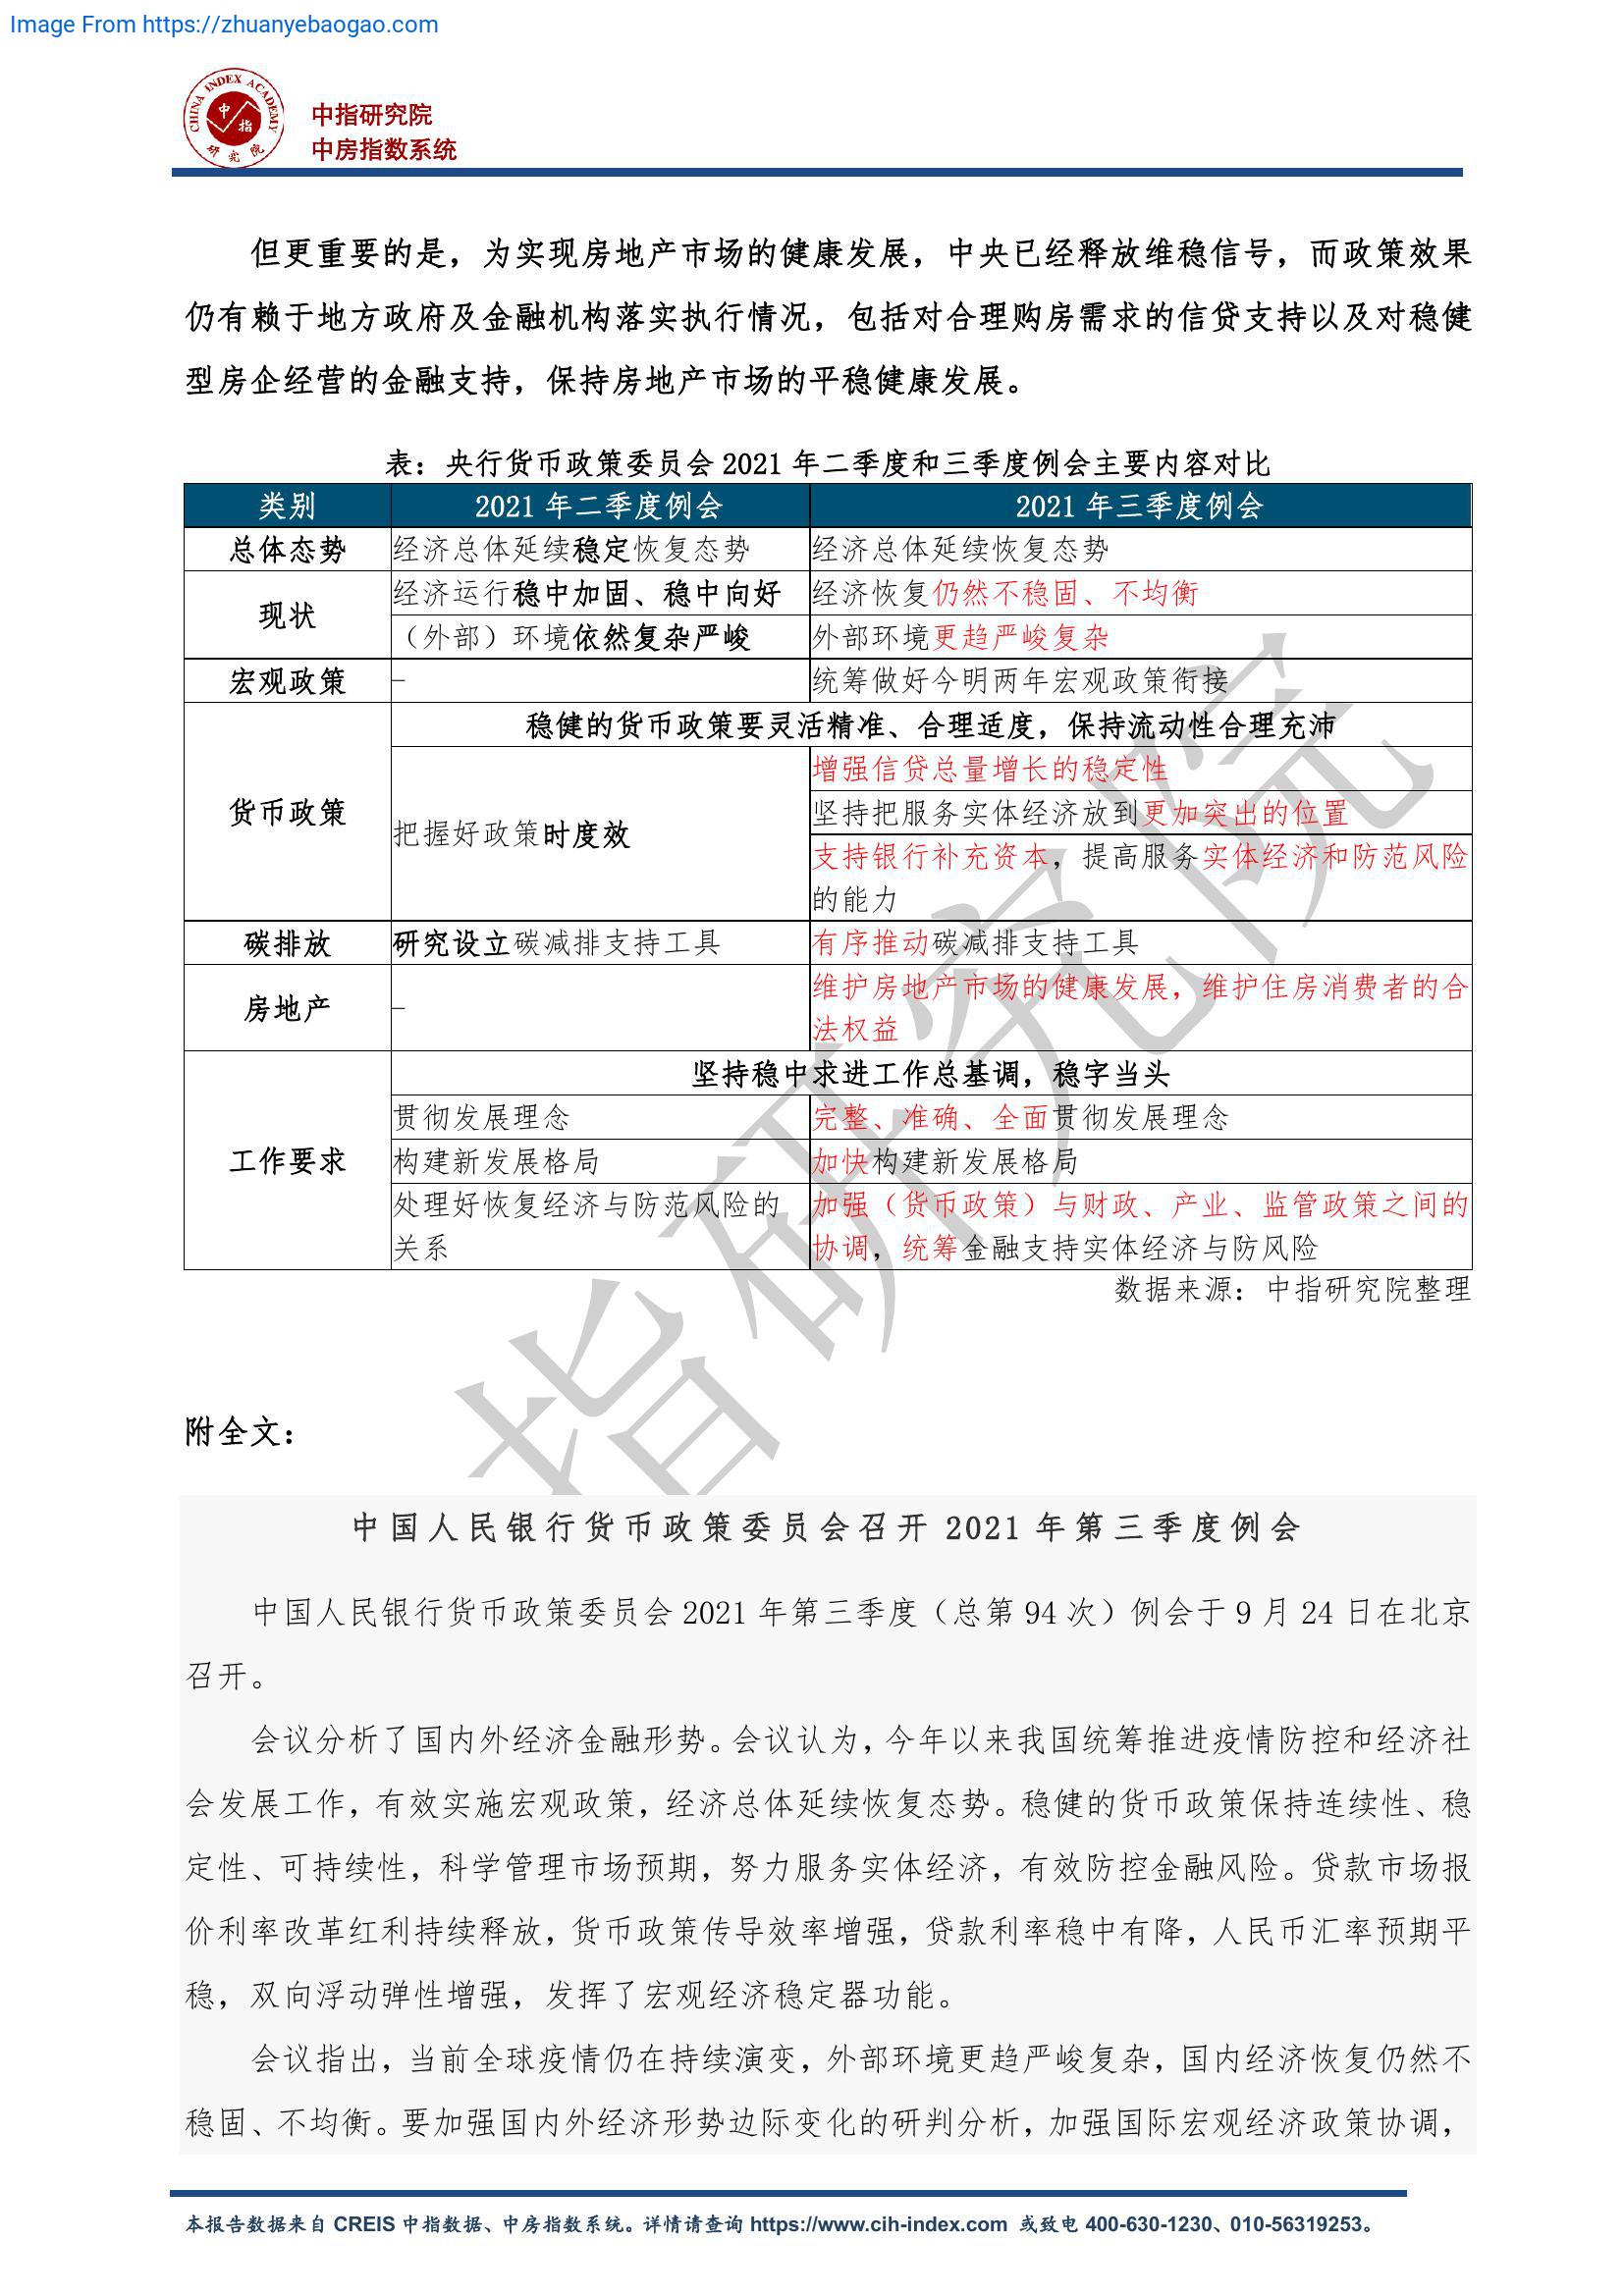 Image From https://zhuanyebaogao.com
CHINA INDEX ACADEMY
中指
研究院
中指研究院
中房指数系统
但更重要的是，为实现房地产市场的健康发展，中央已经释放维稳信号，而政策效果
仍有赖于地方政府及金融机构落实执行情况，包括对合理购房需求的信贷支持以及对稳健
型房企经营的金融支持，保持房地产市场的平稳健康发展。
表：央行货币政策委员会 2021 年二季度和三季度例会主要内容对比
类别 2021 年二季度例会 2021 年三季度例会
总体态势 经济总体延续稳定恢复态势 经济总体延续恢复态势
现状 经济运行稳中加固、稳中向好 经济恢复仍然不稳固、不均衡
（外部）环境依然复杂严峻 外部环境更趋严峻复杂
宏观政策 – 统筹做好今明两年宏观政策衔接
货币政策 稳健的货币政策要灵活精准、合理适度，保持流动性合理充沛
把握好政策时度效 增强信贷总量增长的稳定性
坚持把服务实体经济放到更加突出的位置
支持银行补充资本，提高服务实体经济和防范风险
的能力
碳排放 研究设立碳减排支持工具 有序推动碳减排支持工具
房地产 – 维护房地产市场的健康发展，维护住房消费者的合
法权益
工作要求 坚持稳中求进工作总基调，稳字当头
贯彻发展理念 完整、准确、全面贯彻发展理念
构建新发展格局 加快构建新发展格局
处理好恢复经济与防范风险的 加强（货币政策）与财政、产业、监管政策之间的
关系 协调，统筹金融支持实体经济与防风险
数据来源：中指研究院整理
指研究院
附全文：
中国人民银行货币政策委员会召开 2021 年第三季度例会
中国人民银行货币政策委员会 2021 年第三季度（总第 94 次）例会于 9 月 24 日在北京
召开。
会议分析了国内外经济金融形势。会议认为，今年以来我国统筹推进疫情防控和经济社
会发展工作，有效实施宏观政策，经济总体延续恢复态势。稳健的货币政策保持连续性、稳
定性、可持续性，科学管理市场预期，努力服务实体经济，有效防控金融风险。贷款市场报
价利率改革红利持续释放，货币政策传导效率增强，贷款利率稳中有降，人民币汇率预期平
稳，双向浮动弹性增强，发挥了宏观经济稳定器功能。
会议指出，当前全球疫情仍在持续演变，外部环境更趋严峻复杂，国内经济恢复仍然不
稳固、不均衡。要加强国内外经济形势边际变化的研判分析，加强国际宏观经济政策协调，
本报告数据来自 CREIS 中指数据、中房指数系统。详情请查询 https://www.cih-index.com 或致电 400-630-1230、010-56319253。